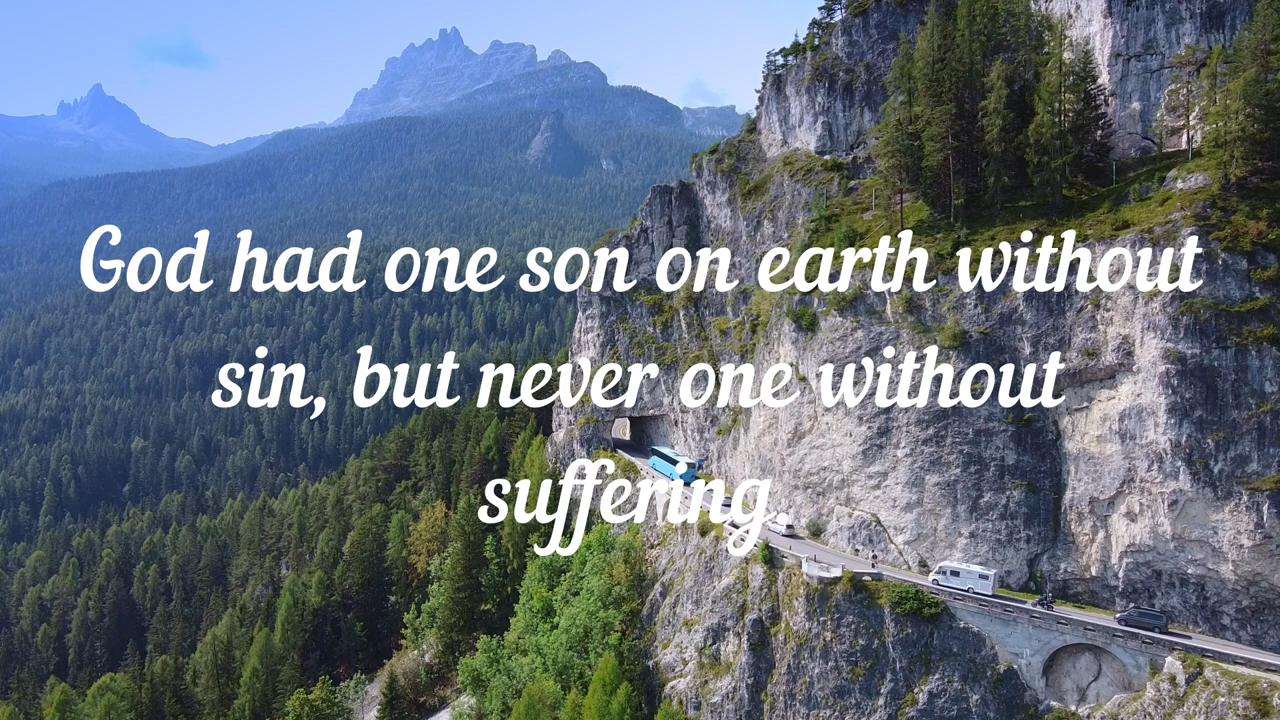 God had one son on earth without
sin, but never one without
suffering.